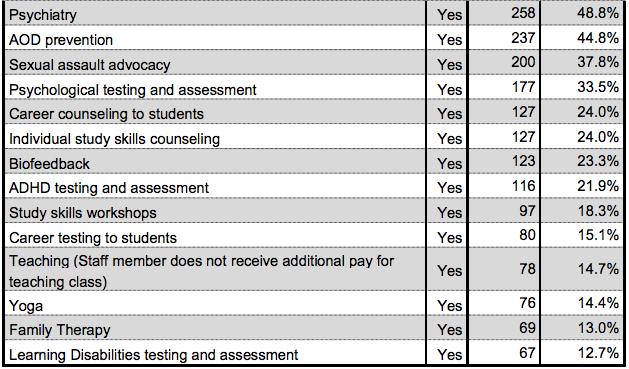 Psychiatry Yes 258 48.8%
AOD prevention Yes 237 44.8%
Sexual assault advocacy Yes 200 37.8%
Psychological testing and assessment Yes 177 33.5%
Career counseling to students Yes 127 24.0%
Individual study skills counseling Yes 127 24.0%
Biofeedback Yes 123 23.3%
ADHD testing and assessment Yes 116 21.9%
Study skills workshops Yes 97 18.3%
Career testing to students Yes 80 15.1%
Teaching (Staff member does not receive additional pay for
teaching class) Yes 78 14.7%
Yoga Yes 76 14.4%
Family Therapy Yes 69 13.0%
Learning Disabilities testing and assessment Yes 67 12.7%